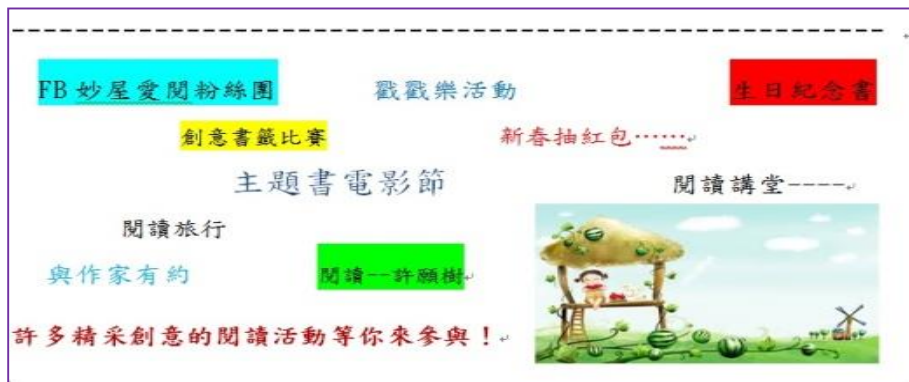 FB 妙屋愛閱粉絲團 戳戳樂活動 生日紀念書
創意書籤比賽 新春抽紅包……
主題書電影節 閱讀講堂----
閱讀旅行
與作家有約 閱讀--許願樹
許多精采創意的閱讀活動等你來參與！